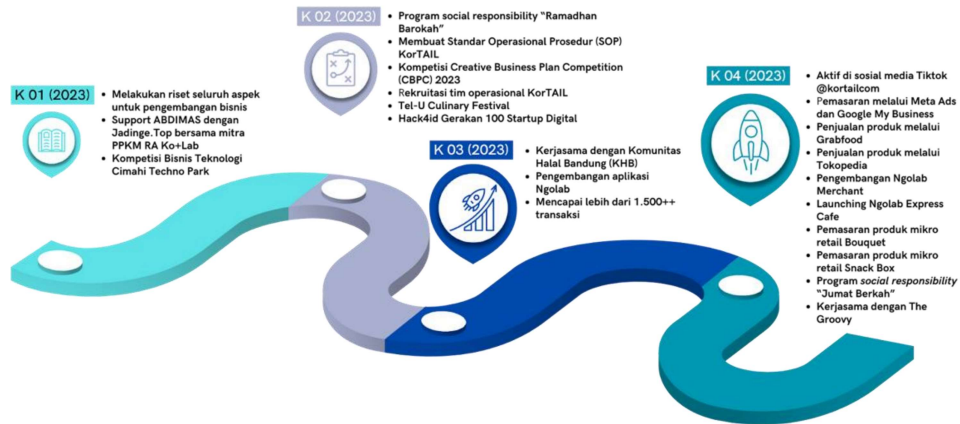 K 01 (2023)
• Melakukan riset seluruh aspek
untuk pengembangan bisnis
• Support ABDIMAS dengan
Jadinge.Top bersama mitra
PPKM RA Ko+Lab
• Kompetisi Bisnis Teknologi
Cimahi Techno Park
K 02 (2023)
• Program social responsibility “Ramadhan
Barokah”
• Membuat Standar Operasional Prosedur (SOP)
KorTAIL
• Kompetisi Creative Business Plan Competition
(CBPC) 2023
• Rekruitasi tim operasional KorTAIL
• Tel-U Culinary Festival
• Hack4id Gerakan 100 Startup Digital
K 03 (2023)
• Kerjasama dengan Komunitas
Halal Bandung (KHB)
• Pengembangan aplikasi
Ngolab
• Mencapai lebih dari 1.500++
transaksi
K 04 (2023)
• Aktif di sosial media Tiktok
@kortailcom
• Pemasaran melalui Meta Ads
dan Google My Business
• Penjualan produk melalui
Grabfood
• Penjualan produk melalui
Tokopedia
• Pengembangan Ngolab
Merchant
• Launching Ngolab Express
Cafe
• Pemasaran produk mikro
retail Bouquet
• Pemasaran produk mikro
retail Snack Box
• Program social responsibility
“Jumat Berkah”
• Kerjasama dengan The
Groovy